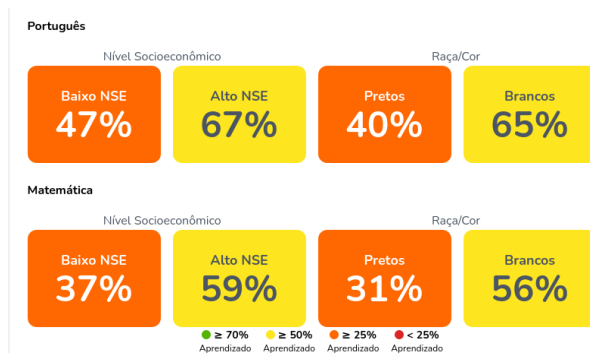 Português
Nível Socioeconômico Raça/Cor
Baixo NSE Alto NSE Pretos Brancos
47% 67% 40% 65%
Matemática
Nível Socioeconômico Raça/Cor
Baixo NSE Alto NSE Pretos Brancos
37% 59% 31% 56%
≥ 70% ≥ 50% ≥ 25% < 25%
Aprendizado Aprendizado Aprendizado Aprendizado